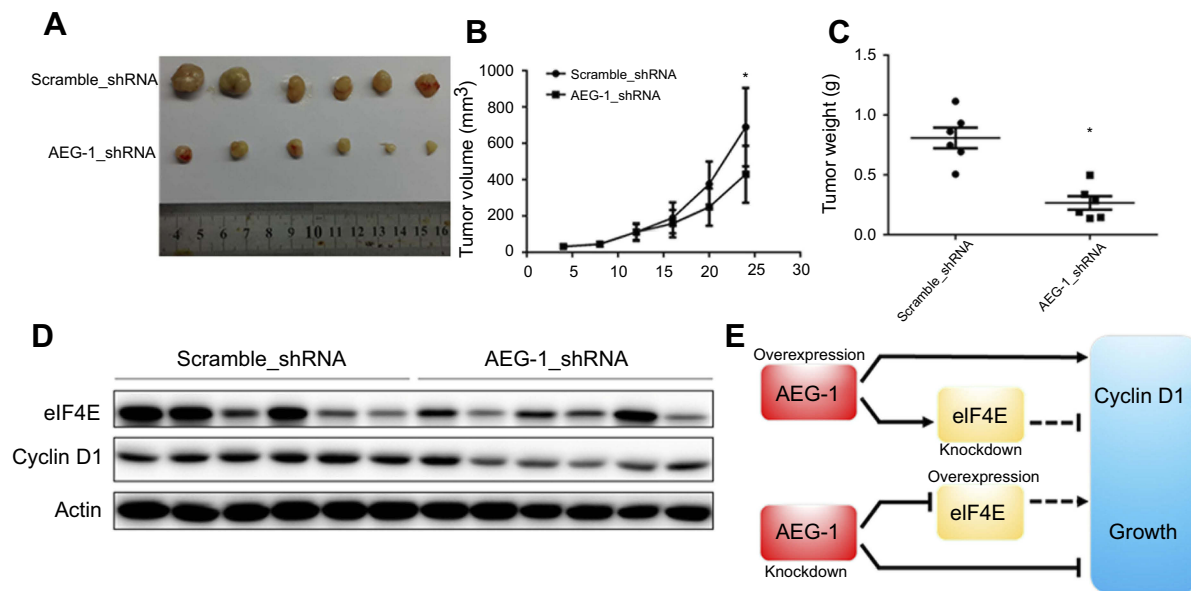 A
Scramble_shRNA
AEG-1_shRNA
4 5 6 7 8 9 10 11 12 13 14 15 16
B
Tumor volume (mm3)
1000
800
600
400
200
0
Scramble_shRNA
AEG-1_shRNA
*
0 5 10 15 20 25 30
C
Tumor weight (g)
1.5
1.0
0.5
0.0
*
Scramble_shRNA
AEG-1_shRNA
D
Scramble_shRNA AEG-1_shRNA
eIF4E
Cyclin D1
Actin
E
Overexpression
AEG-1
eIF4E
Knockdown
Overexpression
eIF4E
AEG-1
Knockdown
Cyclin D1
Growth